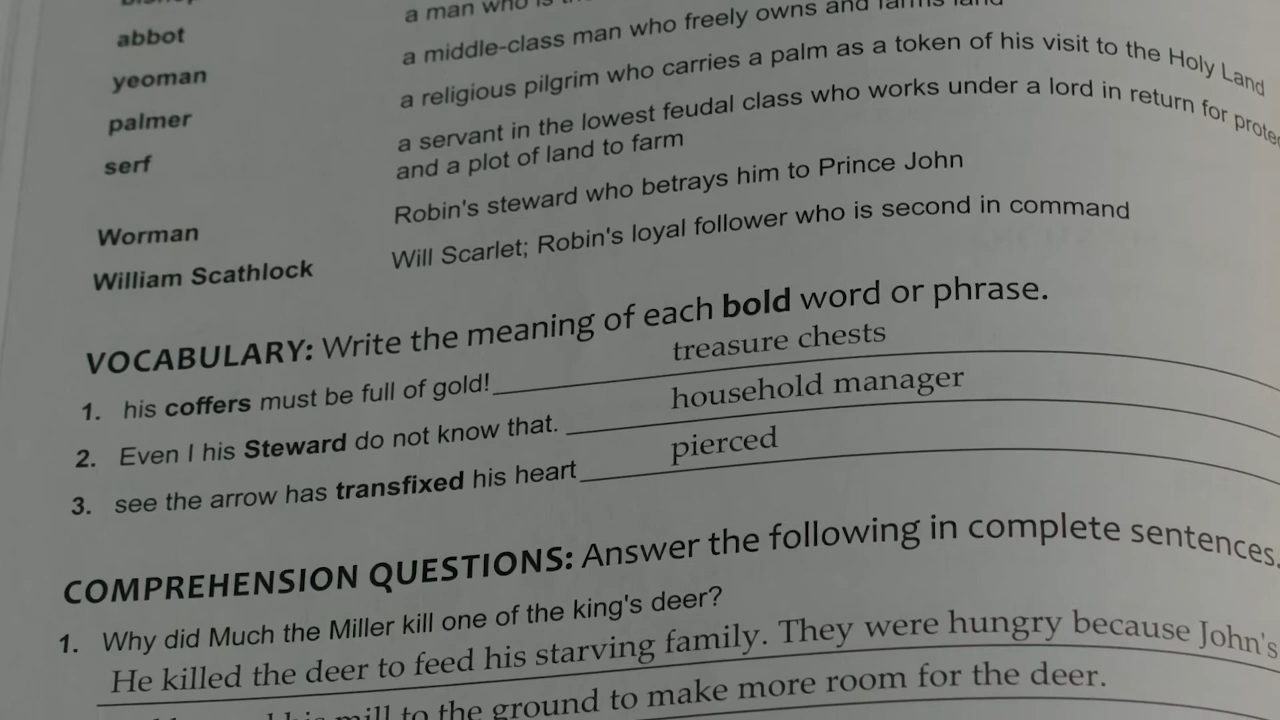 abbot
a man who is
yeoman
a middle-class man who freely owns and farms land
palmer
a religious pilgrim who carries a palm as a token of his visit to the Holy Land
serf
a servant in the lowest feudal class who works under a lord in return for
and a plot of land to farm
Worman
Robin's steward who betrays him to Prince John
William Scathlock
Will Scarlet; Robin's loyal follower who is second in command
VOCABULARY: Write the meaning of each bold word or phrase.
1. his coffers must be full of gold! treasure chests
2. Even I his Steward do not know that. household manager
3. see the arrow has transfixed his heart pierced
COMPREHENSION QUESTIONS: Answer the following in complete sentences.
1. Why did Much the Miller kill one of the king's deer?
He killed the deer to feed his starving family. They were hungry because John's
his mill to the ground to make more room for the deer.